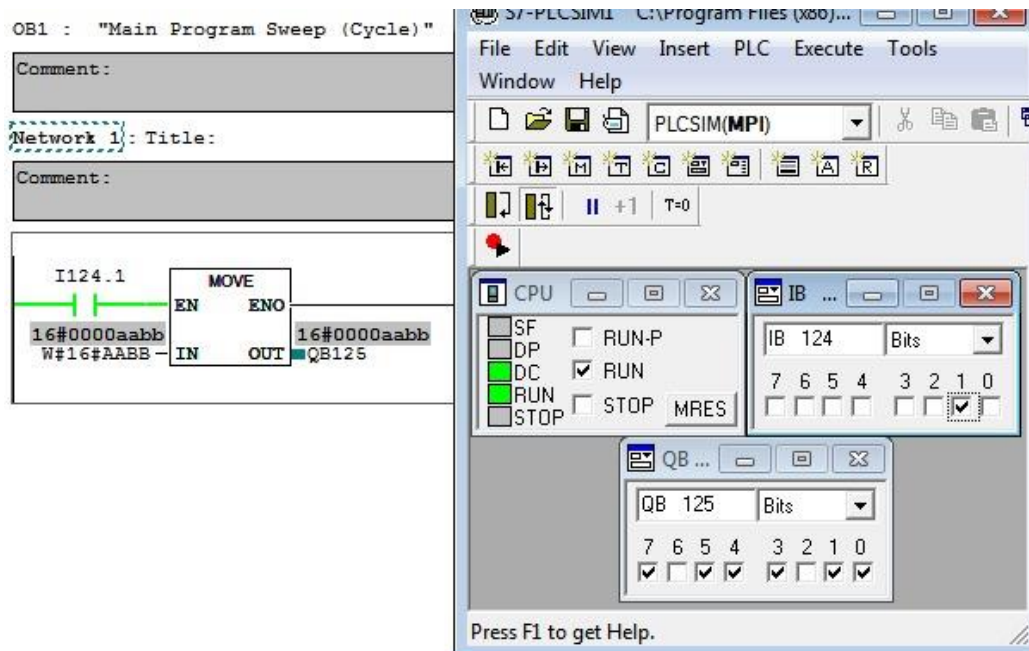 OB1 : "Main Program Sweep (Cycle)"
Comment:
Network 1: Title:
Comment:
I124.1
MOVE
EN ENO
16#0000aabb 16#0000aabb
W#16#AABB IN OUT QB125
S7-PLCSIM1 C:\Program Files (x86)...
File Edit View Insert PLC Execute Tools
Window Help
PLCSIM(MPI)
M T C A R
+1 T=0
CPU
SF
DP
DC
RUN
STOP
RUN-P
RUN
STOP MRES
IB ...
IB 124 Bits
7 6 5 4 3 2 1 0
QB ...
QB 125 Bits
7 6 5 4 3 2 1 0
Press F1 to get Help.